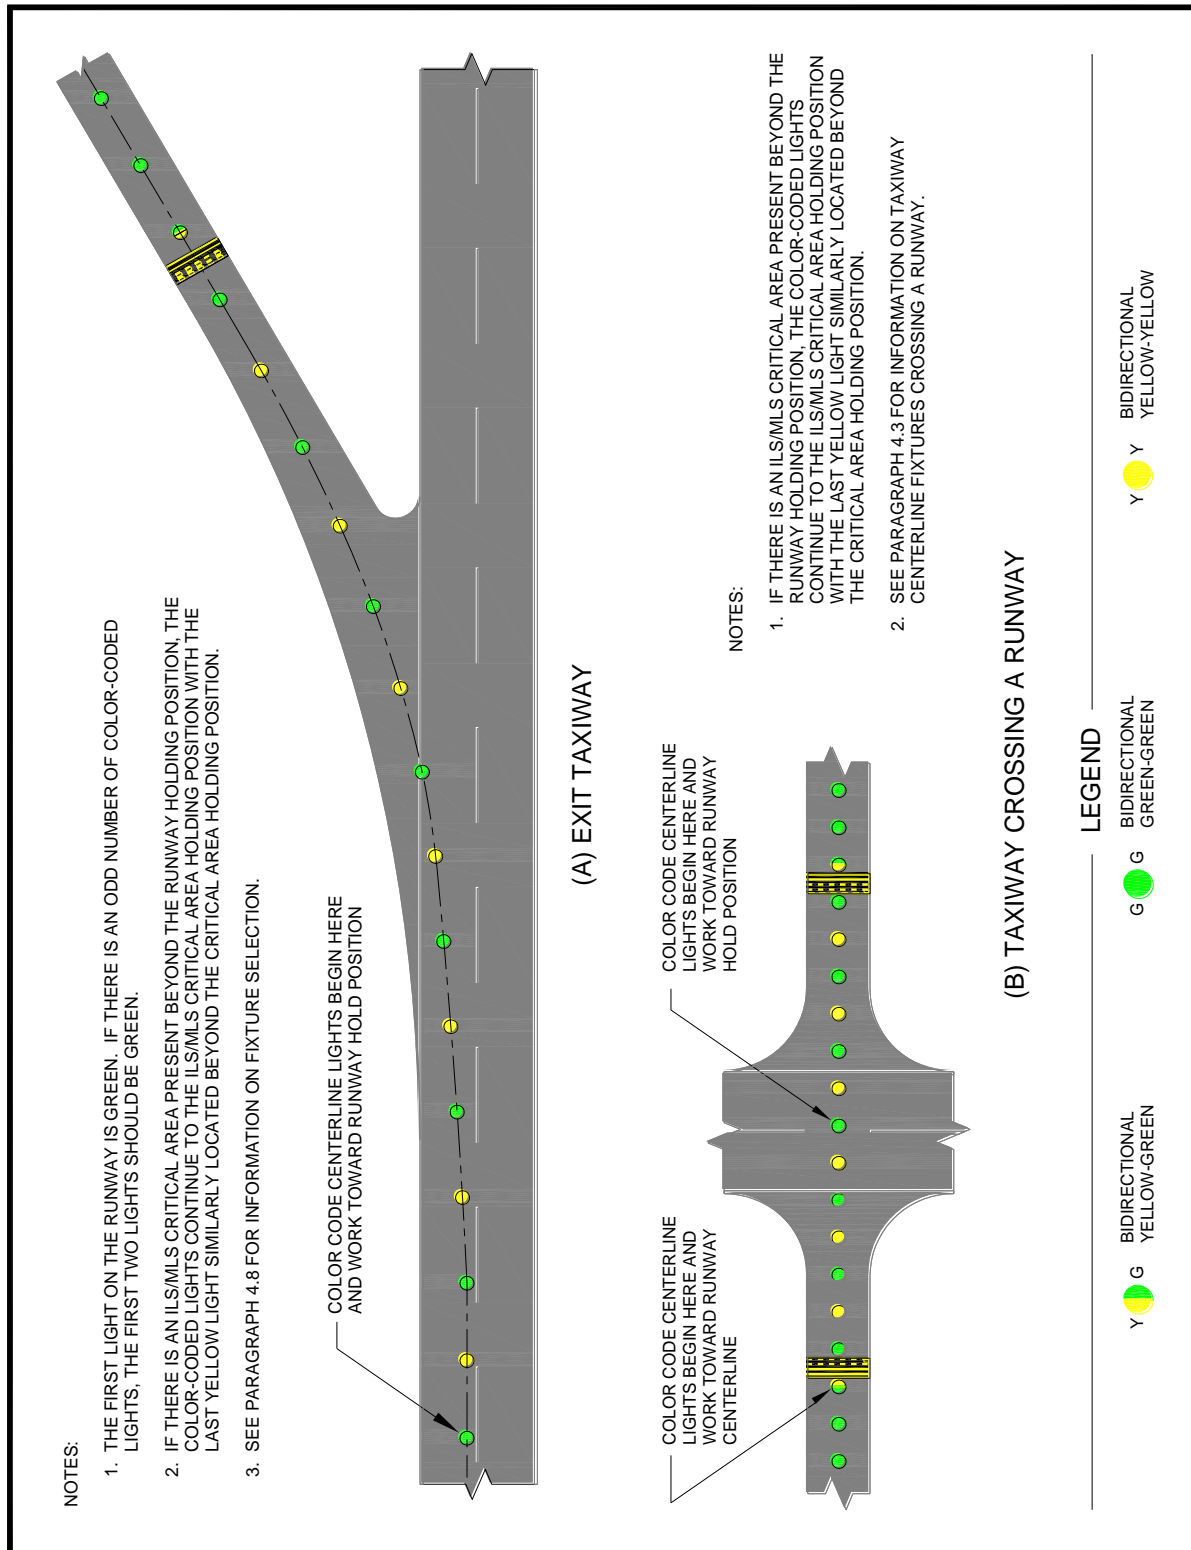 NOTES:
1. THE FIRST LIGHT ON THE RUNWAY IS GREEN. IF THERE IS AN ODD NUMBER OF COLOR-CODED
LIGHTS, THE FIRST TWO LIGHTS SHOULD BE GREEN.
2. IF THERE IS AN ILS/MLS CRITICAL AREA PRESENT BEYOND THE RUNWAY HOLDING POSITION, THE
COLOR-CODED LIGHTS CONTINUE TO THE ILS/MLS CRITICAL AREA HOLDING POSITION WITH THE
LAST YELLOW LIGHT SIMILARLY LOCATED BEYOND THE CRITICAL AREA HOLDING POSITION.
3. SEE PARAGRAPH 4.8 FOR INFORMATION ON FIXTURE SELECTION.
COLOR CODE CENTERLINE LIGHTS BEGIN HERE
AND WORK TOWARD RUNWAY HOLD POSITION
(A) EXIT TAXIWAY
COLOR CODE CENTERLINE
LIGHTS BEGIN HERE AND
WORK TOWARD RUNWAY
CENTERLINE
COLOR CODE CENTERLINE
LIGHTS BEGIN HERE AND
WORK TOWARD RUNWAY
HOLD POSITION
NOTES:
1. IF THERE IS AN ILS/MLS CRITICAL AREA PRESENT BEYOND THE
RUNWAY HOLDING POSITION, THE COLOR-CODED LIGHTS
CONTINUE TO THE ILS/MLS CRITICAL AREA HOLDING POSITION
WITH THE LAST YELLOW LIGHT SIMILARLY LOCATED BEYOND
THE CRITICAL AREA HOLDING POSITION.
2. SEE PARAGRAPH 4.3 FOR INFORMATION ON TAXIWAY
CENTERLINE FIXTURES CROSSING A RUNWAY.
(B) TAXIWAY CROSSING A RUNWAY
LEGEND
Y G BIDIRECTIONAL
YELLOW-GREEN
G G BIDIRECTIONAL
GREEN-GREEN
Y Y BIDIRECTIONAL
YELLOW-YELLOW